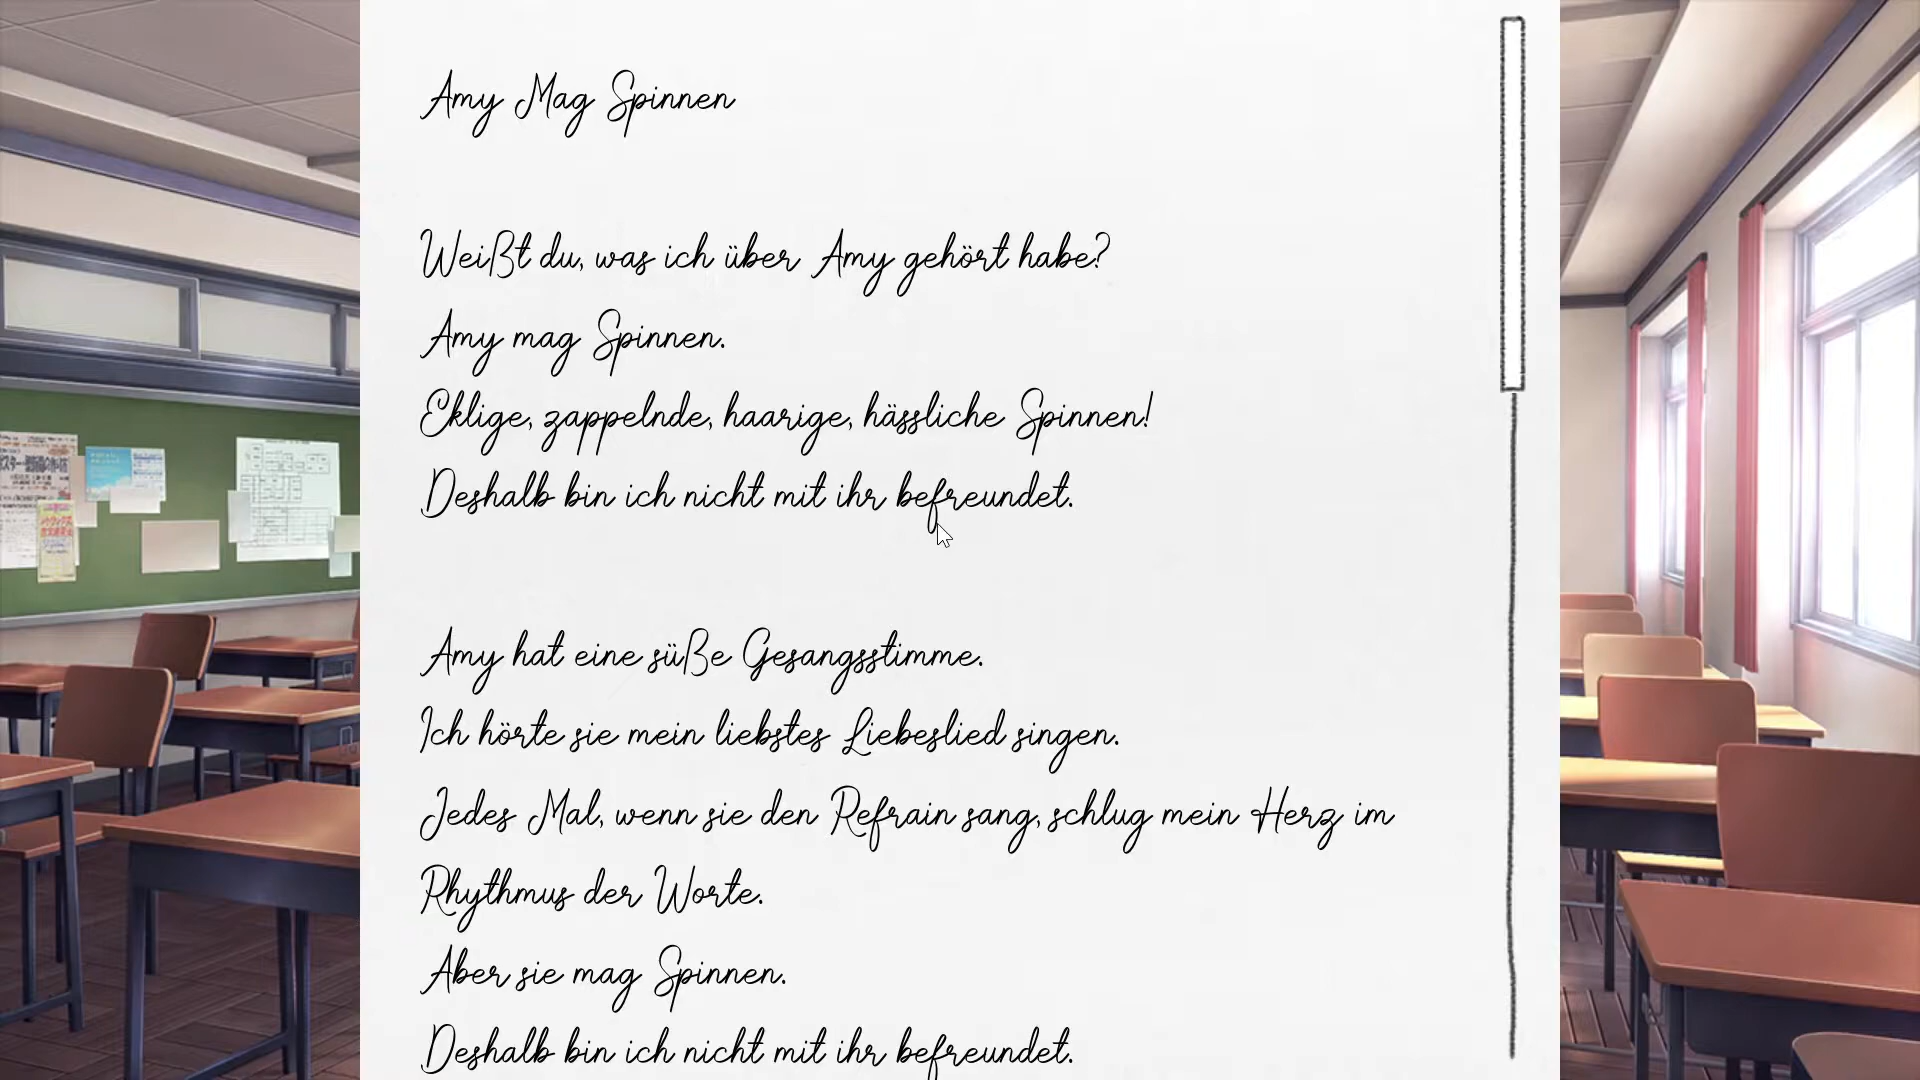 Amy Mag Spinnen
Weißt du, was ich über Amy gehört habe?
Amy mag Spinnen.
Eklige, zappelnde, haarige, hässliche Spinnen!
Deshalb bin ich nicht mit ihr befreundet.
Amy hat eine süße Gesangsstimme.
Ich hörte sie mein liebstes Liebeslied singen.
Jedes Mal, wenn sie den Refrain sang, schlug mein Herz im
Rhythmus der Worte.
Aber sie mag Spinnen.
Deshalb bin ich nicht mit ihr befreundet.